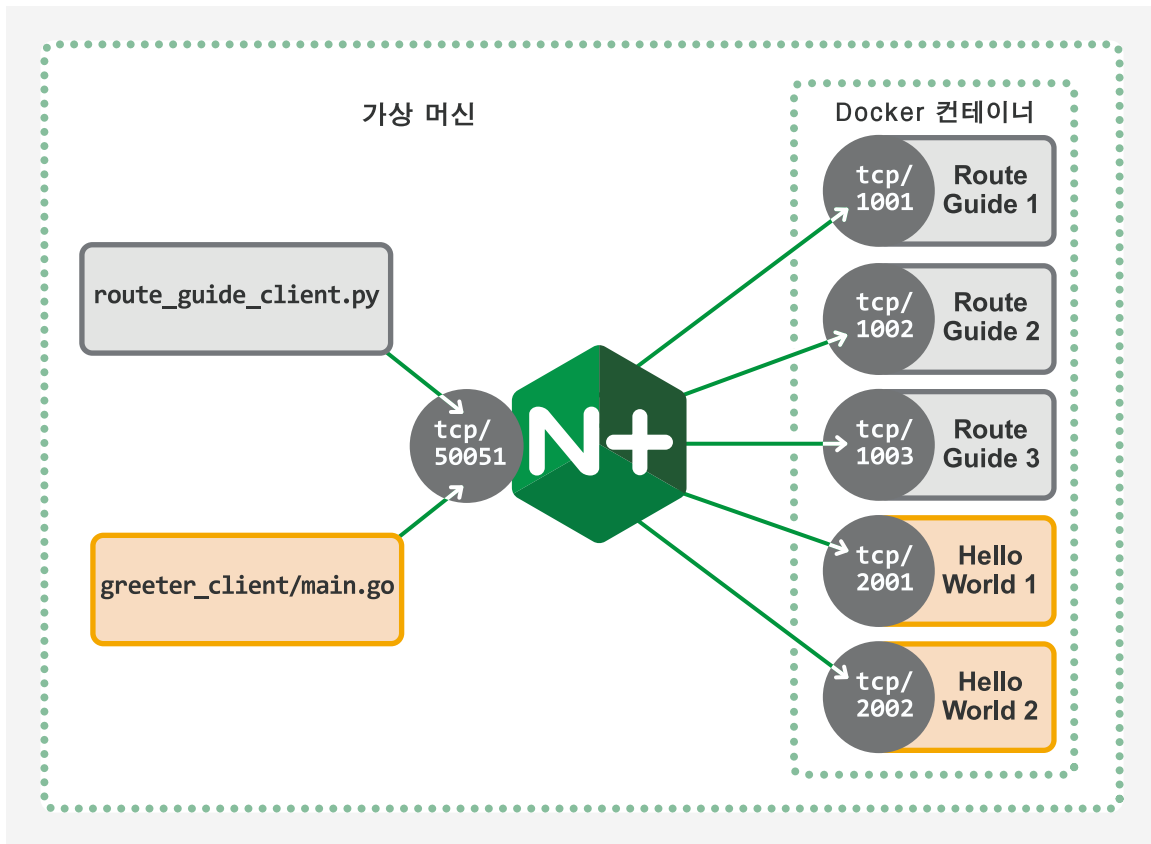 가상 머신
Docker 컨테이너
tcp/
1001
Route
Guide 1
tcp/
1002
Route
Guide 2
tcp/
1003
Route
Guide 3
tcp/
2001
Hello
World 1
tcp/
2002
Hello
World 2
route_guide_client.py
tcp/
50051
N+
greeter_client/main.go